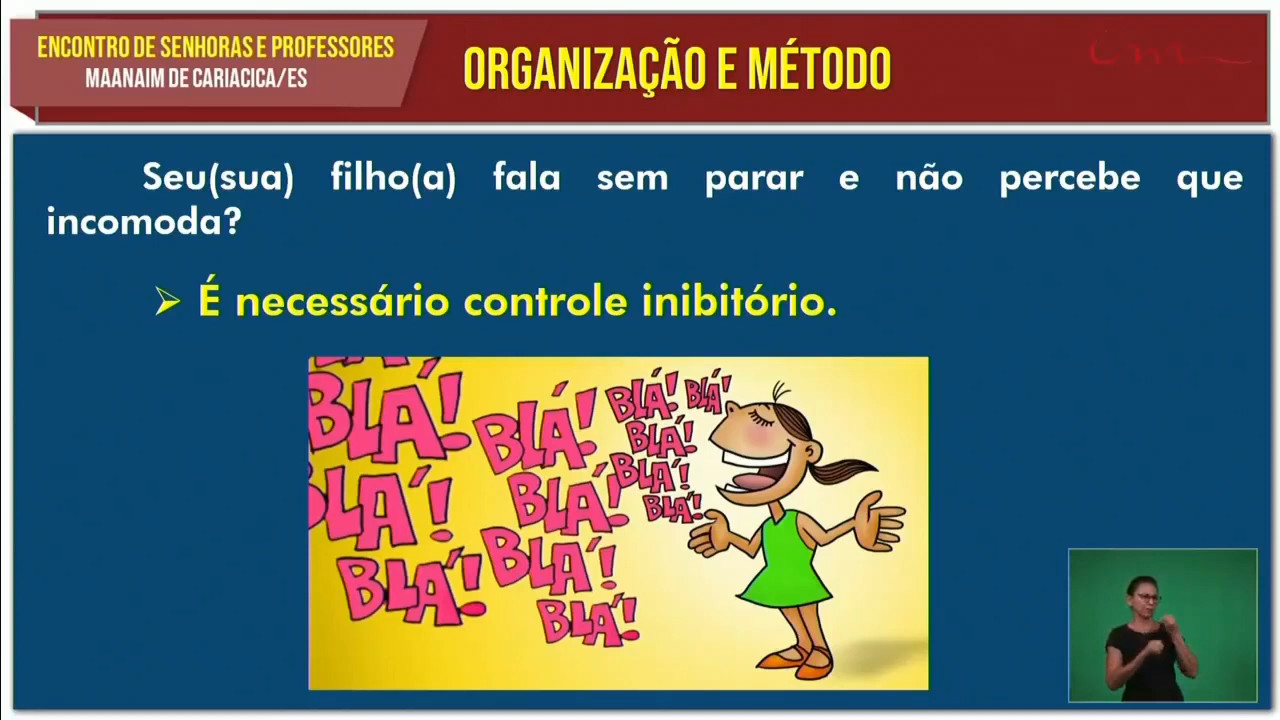 ENCONTRO DE SENHORAS E PROFESSORES
MAANAIM DE CARIACICA/ES
ORGANIZAÇÃO E MÉTODO
Seu(sua) filho(a) fala sem parar e não percebe que
incomoda?
➢ É necessário controle inibitório.
BLÁ!
BLÁ!
BLÁ!
BLÁ!
BLÁ!
BLÁ!
BLÁ!
BLÁ!
BLÁ!
BLÁ!
BLÁ!
BLÁ!